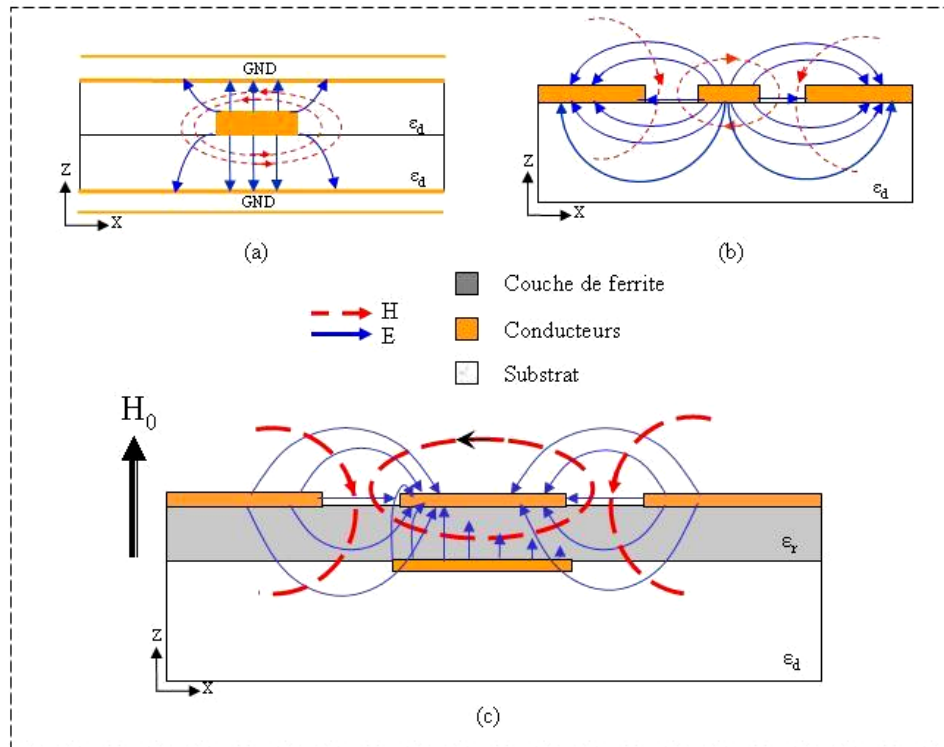 GND
εd
εd
GND
Z
X
(a)
εd
Z
X
(b)
Couche de ferrite
H
E
Conducteurs
Substrat
H0
εr
εd
Z
X
(c)